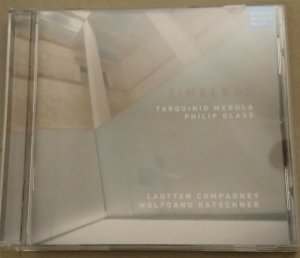 TIMELESS
TARQUINIO MERULA
PHILIP GLASS
LAUTTEN COMPAGNEY
WOLFGANG KATSCHNER